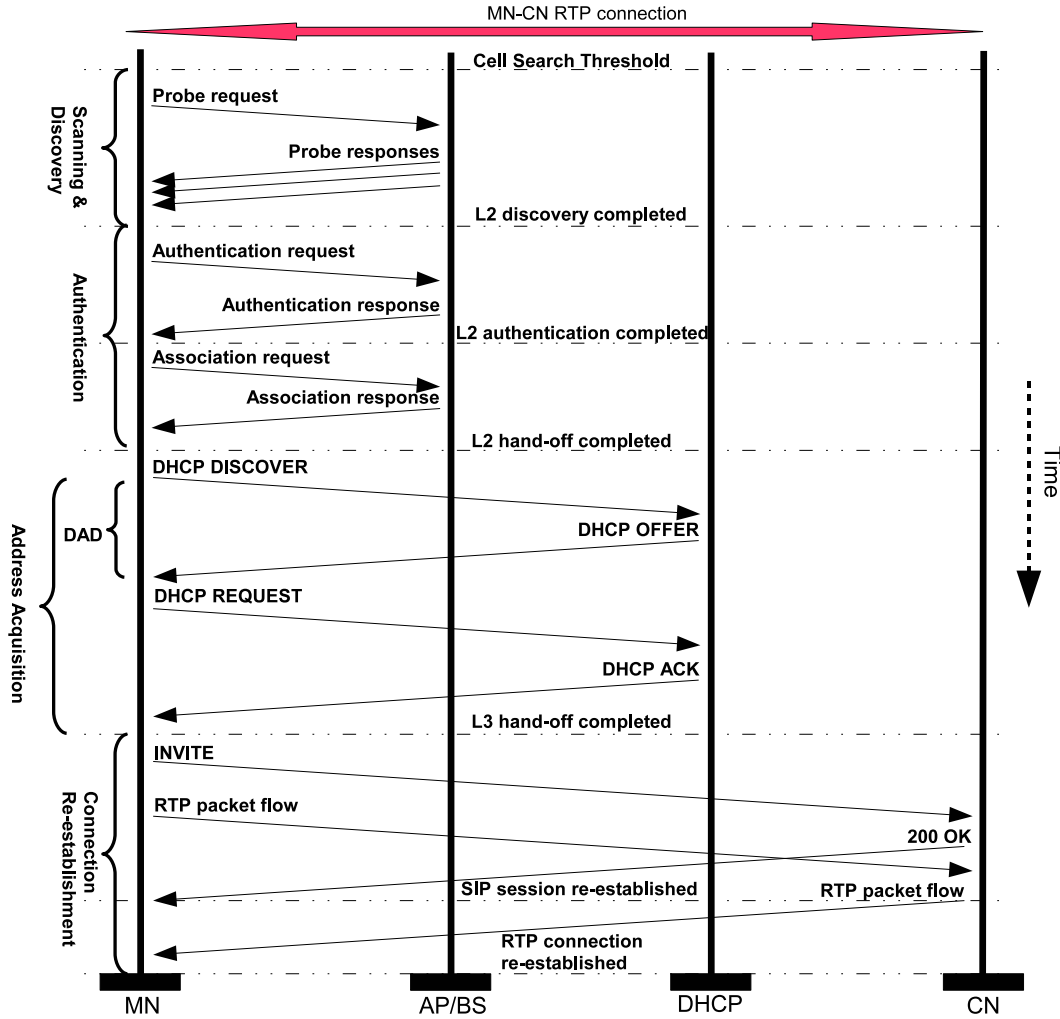 MN-CN RTP connection
Cell Search Threshold
Probe request
Scanning &
Discovery
Probe responses
L2 discovery completed
Authentication request
Authentication
Authentication response
L2 authentication completed
Association request
Association response
L2 hand-off completed
DHCP DISCOVER
Time
DAD
DHCP OFFER
Address Acquisition
DHCP REQUEST
DHCP ACK
L3 hand-off completed
INVITE
Connection
Re-establishment
RTP packet flow
200 OK
SIP session re-established
RTP packet flow
RTP connection
re-established
MN
AP/BS
DHCP
CN